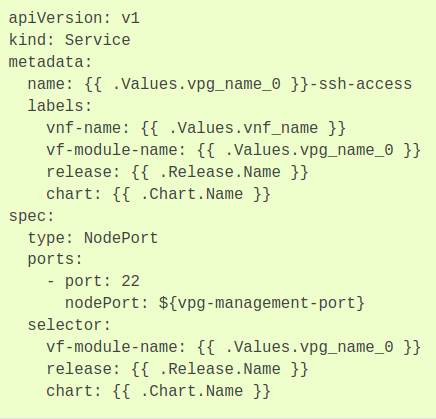 apiVersion: v1
kind: Service
metadata:
  name: {{ .Values.vpg_name_0 }}-ssh-access
  labels:
    vnf-name: {{ .Values.vnf_name }}
    vf-module-name: {{ .Values.vpg_name_0 }}
    release: {{ .Release.Name }}
    chart: {{ .Chart.Name }}
spec:
  type: NodePort
  ports:
    - port: 22
      nodePort: ${vpg-management-port}
  selector:
    vf-module-name: {{ .Values.vpg_name_0 }}
    release: {{ .Release.Name }}
    chart: {{ .Chart.Name }}